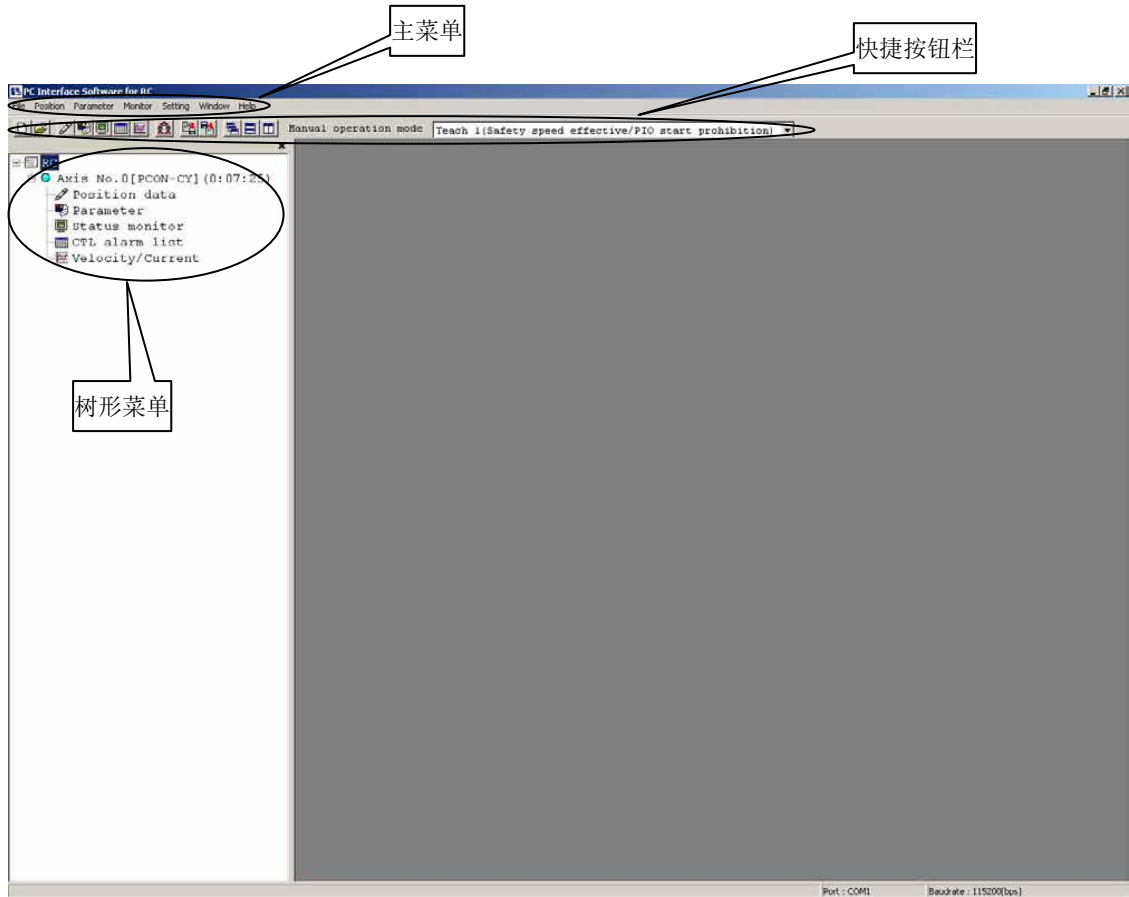 主菜单
快捷按钮栏
PC Interface Software for RC
File Position Parameter Monitor Setting Window Help
Manual operation mode Teach 1(Safety speed effective/PIO start prohibition)
RC
Axis No.0[PCON-CY](0:07:25)
Position data
Parameter
Status monitor
CTL alarm list
Velocity/Current
树形菜单
Port : COM1 Baudrate : 115200[bps]